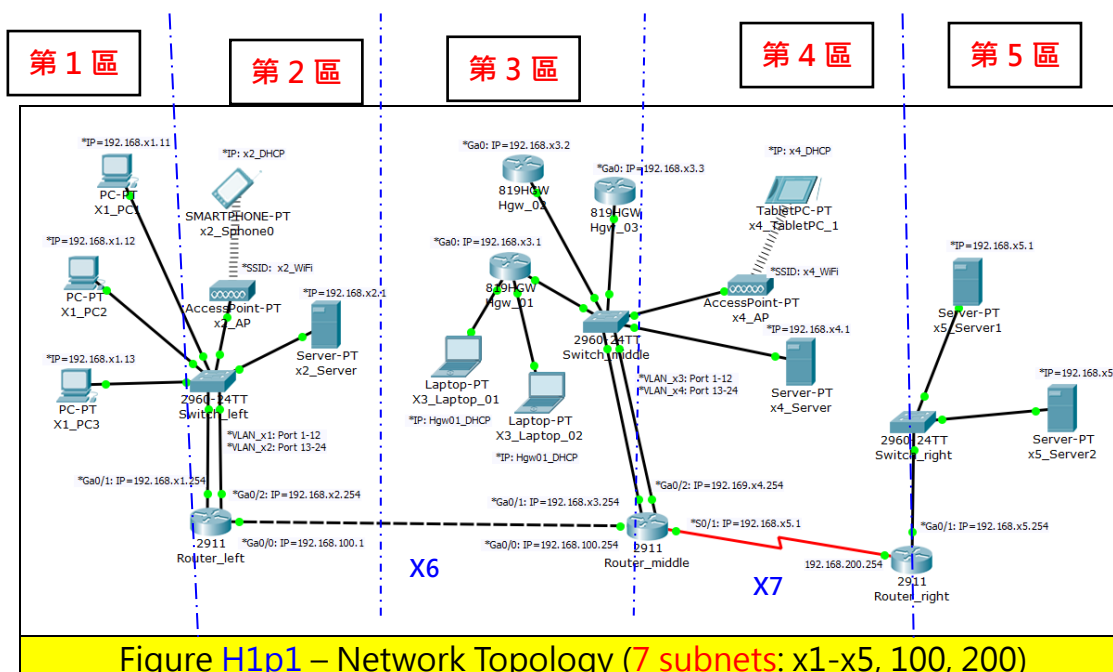 第 1 區
第 2 區
第 3 區
第 4 區
第 5 區
*IP=192.168.x1.11
PC-PT
X1_PC1
*IP=192.168.x1.12
PC-PT
X1_PC2
*IP=192.168.x1.13
PC-PT
X1_PC3
*IP: x2_DHCP
SMARTPHONE-PT
x2_Sphone0
*SSID: x2_WiFi
AccessPoint-PT
x2_AP
*IP=192.168.x2.1
Server-PT
x2_Server
2960-24TT
Switch_left
*VLAN_x1: Port 1-12
*VLAN_x2: Port 13-24
*Ga0/1: IP=192.168.x1.254
*Ga0/2: IP=192.168.x2.254
2911
Router_left
*Ga0/0: IP=192.168.100.1
*Ga0: IP=192.168.x3.2
819HGW
Hgw_02
*Ga0: IP=192.168.x3.3
819HGW
Hgw_03
*Ga0: IP=192.168.x3.1
819HGW
Hgw_01
Laptop-PT
X3_Laptop_01
*IP: Hgw01_DHCP
Laptop-PT
X3_Laptop_02
*IP: Hgw01_DHCP
2960-24TT
Switch_middle
*VLAN_x3: Port 1-12
*VLAN_x4: Port 13-24
*Ga0/1: IP=192.168.x3.254
*Ga0/2: IP=192.169.x4.254
*Ga0/0: IP=192.168.100.254
2911
Router_middle
*S0/1: IP=192.168.x5.1
X6
X7
*IP: x4_DHCP
TabletPC-PT
x4_TabletPC_1
*SSID: x4_WiFi
AccessPoint-PT
x4_AP
*IP=192.168.x4.1
Server-PT
x4_Server
*IP=192.168.x5.1
Server-PT
x5_Server1
*IP=192.168.x5
Server-PT
x5_Server2
2960-24TT
Switch_right
*Ga0/1: IP=192.168.x5.254
192.168.200.254
2911
Router_right
Figure H1p1 – Network Topology (7 subnets: x1-x5, 100, 200)